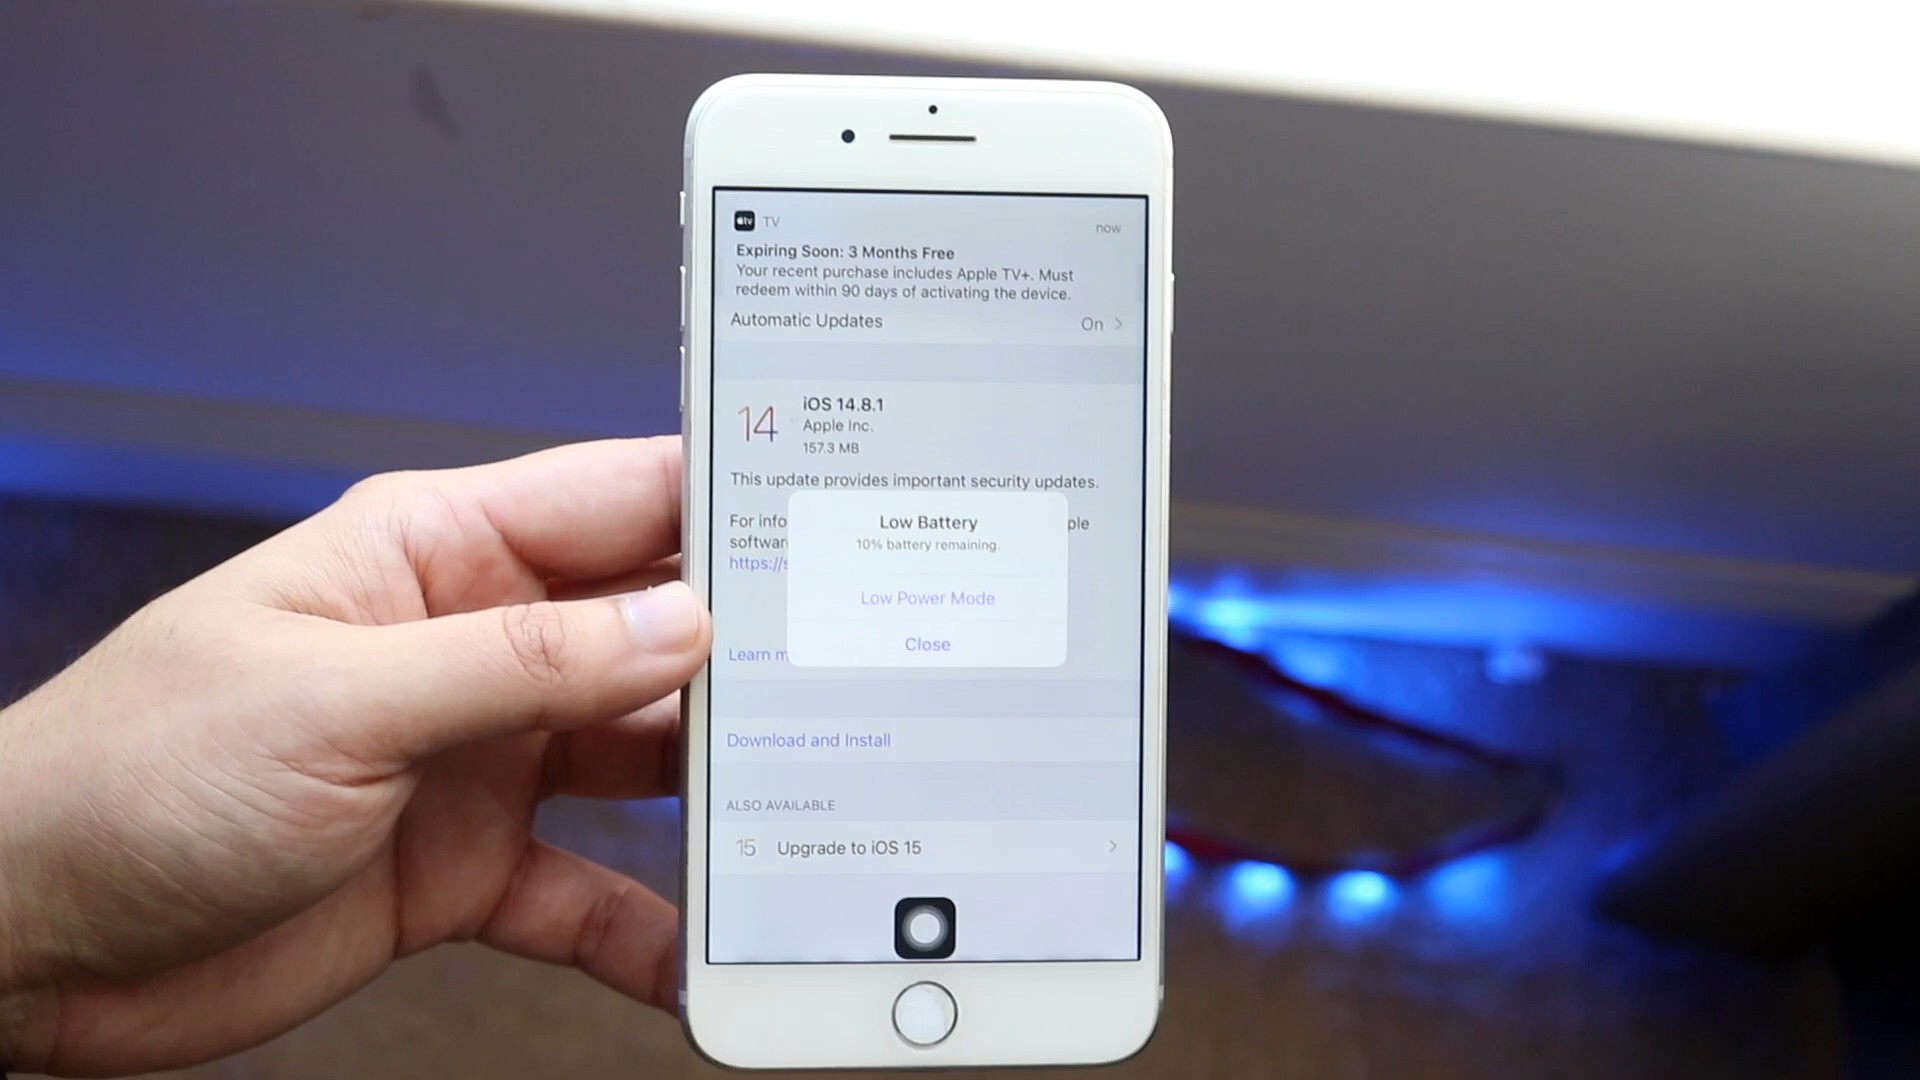 tv TV now
Expiring Soon: 3 Months Free
Your recent purchase includes Apple TV+. Must
redeem within 90 days of activating the device.
Automatic Updates On
14
iOS 14.8.1
Apple Inc.
157.3 MB
This update provides important security updates.
For info
ple
softwar
https://s
Low Battery
10% battery remaining.
Low Power Mode
Close
Learn m
Download and Install
ALSO AVAILABLE
15 Upgrade to iOS 15